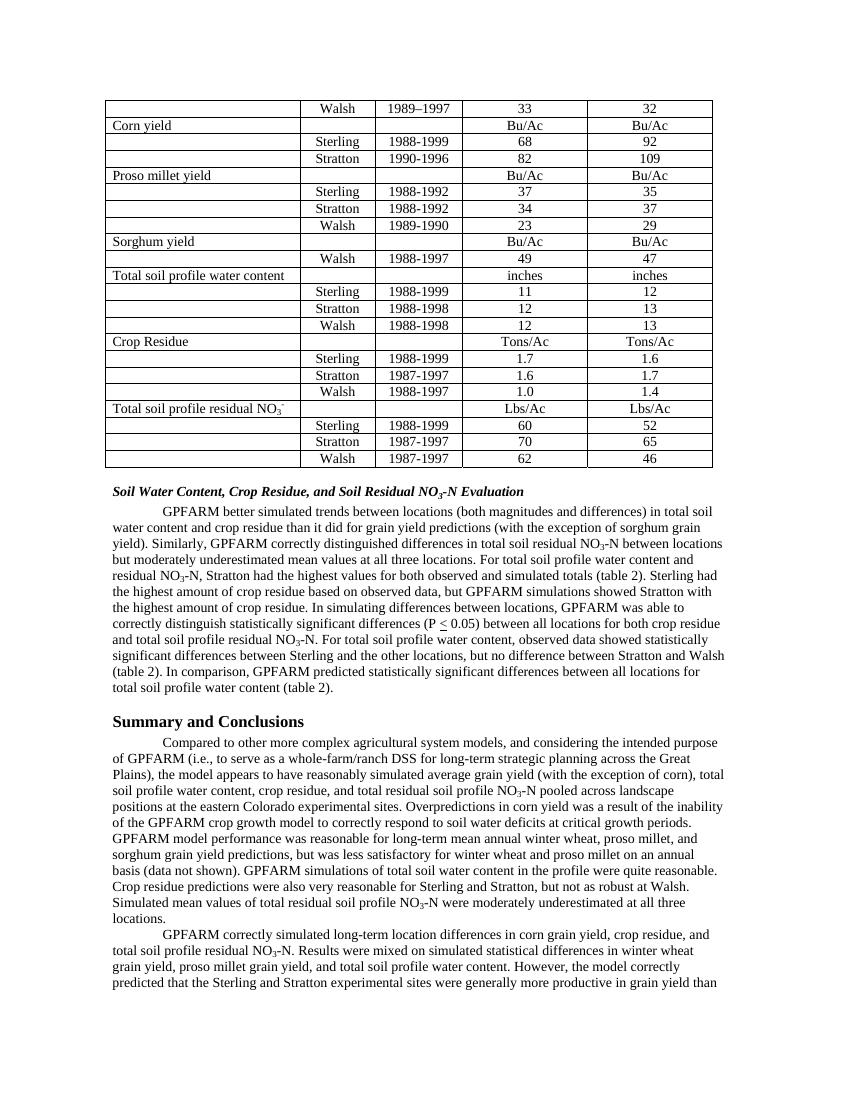 Walsh 1989–1997 33 32
Corn yield Bu/Ac Bu/Ac
Sterling 1988-1999 68 92
Stratton 1990-1996 82 109
Proso millet yield Bu/Ac Bu/Ac
Sterling 1988-1992 37 35
Stratton 1988-1992 34 37
Walsh 1989-1990 23 29
Sorghum yield Bu/Ac Bu/Ac
Walsh 1988-1997 49 47
Total soil profile water content inches inches
Sterling 1988-1999 11 12
Stratton 1988-1998 12 13
Walsh 1988-1998 12 13
Crop Residue Tons/Ac Tons/Ac
Sterling 1988-1999 1.7 1.6
Stratton 1987-1997 1.6 1.7
Walsh 1988-1997 1.0 1.4
Total soil profile residual NO₃⁻ Lbs/Ac Lbs/Ac
Sterling 1988-1999 60 52
Stratton 1987-1997 70 65
Walsh 1987-1997 62 46
Soil Water Content, Crop Residue, and Soil Residual NO₃-N Evaluation
GPFARM better simulated trends between locations (both magnitudes and differences) in total soil
water content and crop residue than it did for grain yield predictions (with the exception of sorghum grain
yield). Similarly, GPFARM correctly distinguished differences in total soil residual NO₃-N between locations
but moderately underestimated mean values at all three locations. For total soil profile water content and
residual NO₃-N, Stratton had the highest values for both observed and simulated totals (table 2). Sterling had
the highest amount of crop residue based on observed data, but GPFARM simulations showed Stratton with
the highest amount of crop residue. In simulating differences between locations, GPFARM was able to
correctly distinguish statistically significant differences (P ≤ 0.05) between all locations for both crop residue
and total soil profile residual NO₃-N. For total soil profile water content, observed data showed statistically
significant differences between Sterling and the other locations, but no difference between Stratton and Walsh
(table 2). In comparison, GPFARM predicted statistically significant differences between all locations for
total soil profile water content (table 2).
Summary and Conclusions
Compared to other more complex agricultural system models, and considering the intended purpose
of GPFARM (i.e., to serve as a whole-farm/ranch DSS for long-term strategic planning across the Great
Plains), the model appears to have reasonably simulated average grain yield (with the exception of corn), total
soil profile water content, crop residue, and total residual soil profile NO₃-N pooled across landscape
positions at the eastern Colorado experimental sites. Overpredictions in corn yield was a result of the inability
of the GPFARM crop growth model to correctly respond to soil water deficits at critical growth periods.
GPFARM model performance was reasonable for long-term mean annual winter wheat, proso millet, and
sorghum grain yield predictions, but was less satisfactory for winter wheat and proso millet on an annual
basis (data not shown). GPFARM simulations of total soil water content in the profile were quite reasonable.
Crop residue predictions were also very reasonable for Sterling and Stratton, but not as robust at Walsh.
Simulated mean values of total residual soil profile NO₃-N were moderately underestimated at all three
locations.
GPFARM correctly simulated long-term location differences in corn grain yield, crop residue, and
total soil profile residual NO₃-N. Results were mixed on simulated statistical differences in winter wheat
grain yield, proso millet grain yield, and total soil profile water content. However, the model correctly
predicted that the Sterling and Stratton experimental sites were generally more productive in grain yield than